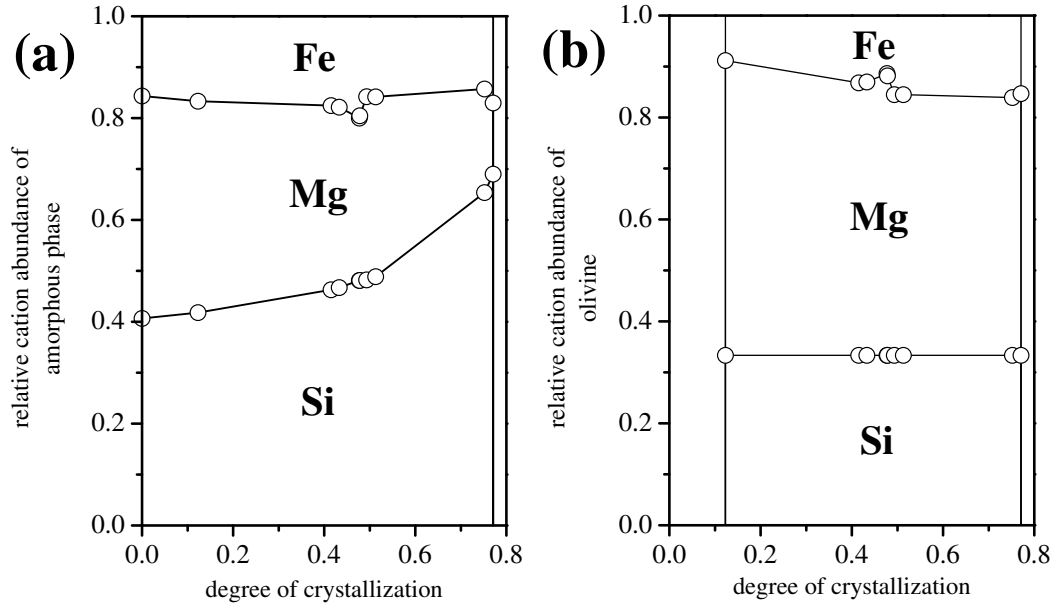 (a)
Fe
Mg
Si
1.0
0.8
0.6
0.4
0.2
0.0
0.0 0.2 0.4 0.6 0.8
degree of crystallization
relative cation abundance of
amorphous phase
(b)
Fe
Mg
Si
1.0
0.8
0.6
0.4
0.2
0.0
0.0 0.2 0.4 0.6 0.8
degree of crystallization
relative cation abundance of
olivine